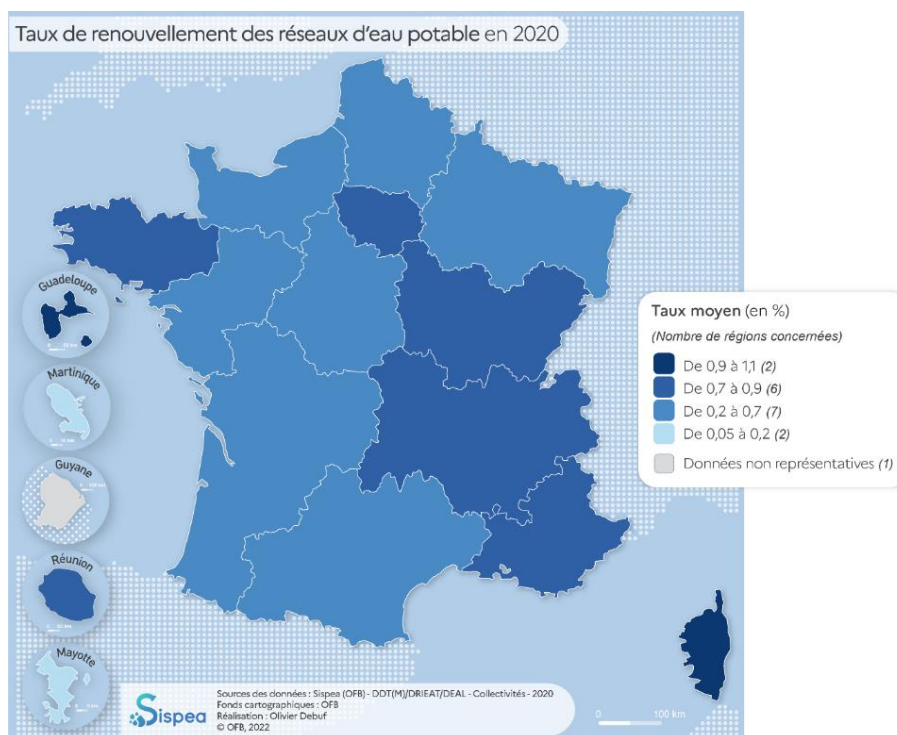 Taux de renouvellement des réseaux d'eau potable en 2020
Guadeloupe
Martinique
Guyane
Réunion
Mayotte
Taux moyen (en %)
(Nombre de régions concernées)
De 0,9 à 1,1 (2)
De 0,7 à 0,9 (6)
De 0,2 à 0,7 (7)
De 0,05 à 0,2 (2)
Données non représentatives (1)
Sispea
Sources des données : Sispea (OFB) - DDT(M)/DRIEAT/DEAL - Collectivités - 2020
Fonds cartographiques : OFB
Réalisation : Olivier Debuf
© OFB, 2022
0 100 km